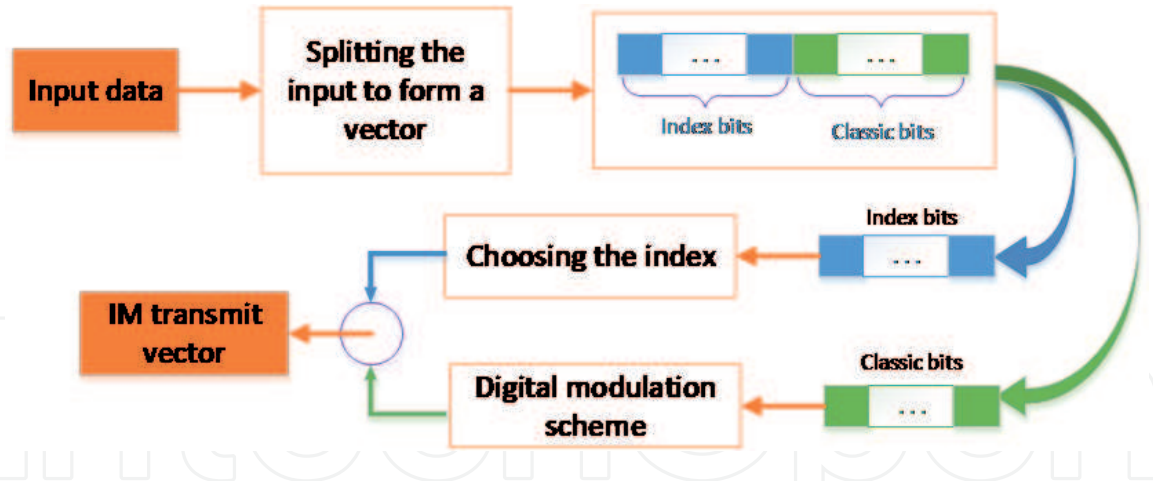 Input data
Splitting the
input to form a
vector
...
...
Index bits
Classic bits
Index bits
...
Choosing the index
IM transmit
vector
Classic bits
...
Digital modulation
scheme